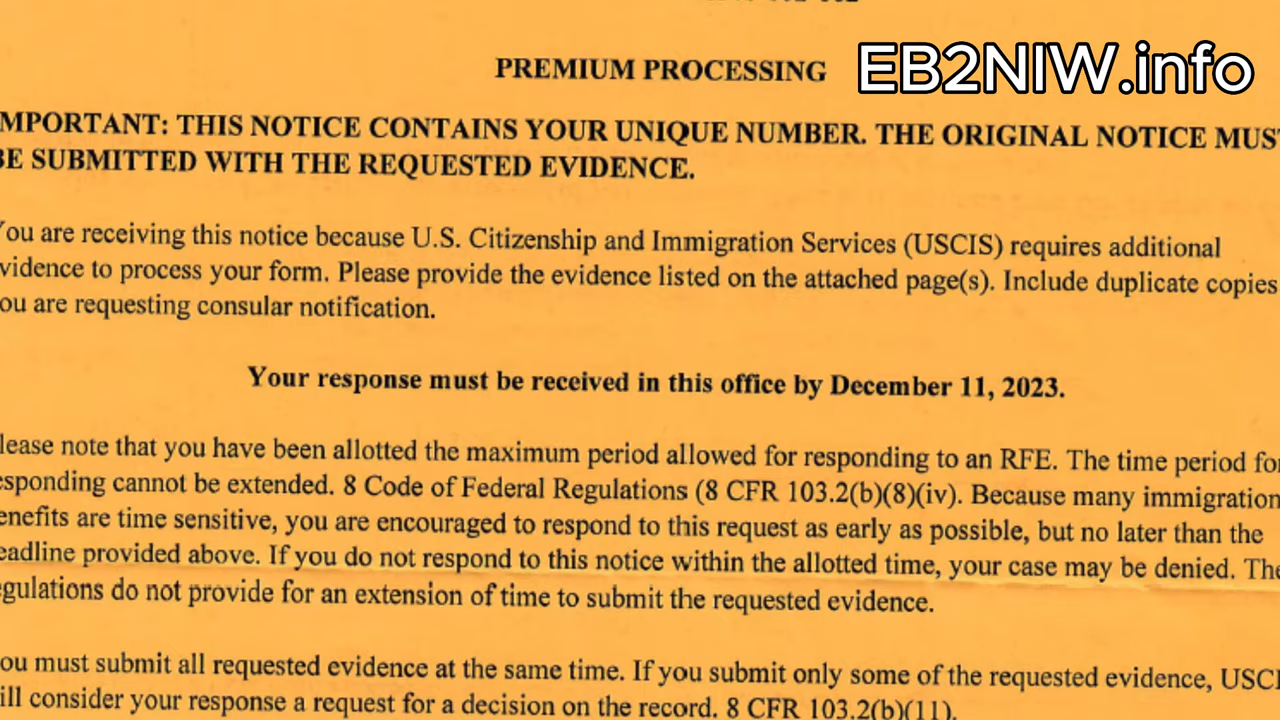 PREMIUM PROCESSING
EB2NIW.info
MPORTANT: THIS NOTICE CONTAINS YOUR UNIQUE NUMBER. THE ORIGINAL NOTICE MUST
BE SUBMITTED WITH THE REQUESTED EVIDENCE.
You are receiving this notice because U.S. Citizenship and Immigration Services (USCIS) requires additional
vidence to process your form. Please provide the evidence listed on the attached page(s). Include duplicate copies
ou are requesting consular notification.
Your response must be received in this office by December 11, 2023.
lease note that you have been allotted the maximum period allowed for responding to an RFE. The time period for
esponding cannot be extended. 8 Code of Federal Regulations (8 CFR 103.2(b)(8)(iv). Because many immigration
enefits are time sensitive, you are encouraged to respond to this request as early as possible, but no later than the
eadline provided above. If you do not respond to this notice within the allotted time, your case may be denied. The
gulations do not provide for an extension of time to submit the requested evidence.
ou must submit all requested evidence at the same time. If you submit only some of the requested evidence, USCI
ill consider your response a request for a decision on the record. 8 CFR 103.2(b)(11).